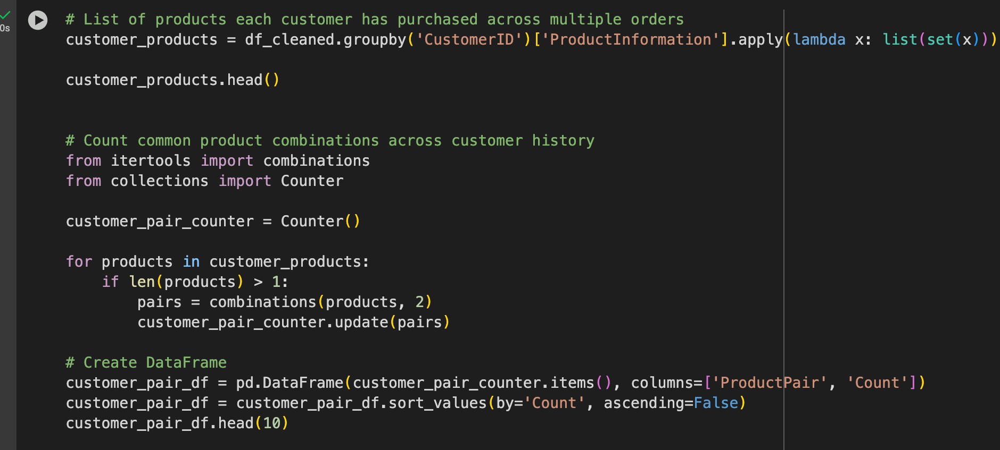 0s
# List of products each customer has purchased across multiple orders
customer_products = df_cleaned.groupby('CustomerID')['ProductInformation'].apply(lambda x: list(set(x)))
customer_products.head()
# Count common product combinations across customer history
from itertools import combinations
from collections import Counter
customer_pair_counter = Counter()
for products in customer_products:
    if len(products) > 1:
        pairs = combinations(products, 2)
        customer_pair_counter.update(pairs)
# Create DataFrame
customer_pair_df = pd.DataFrame(customer_pair_counter.items(), columns=['ProductPair', 'Count'])
customer_pair_df = customer_pair_df.sort_values(by='Count', ascending=False)
customer_pair_df.head(10)